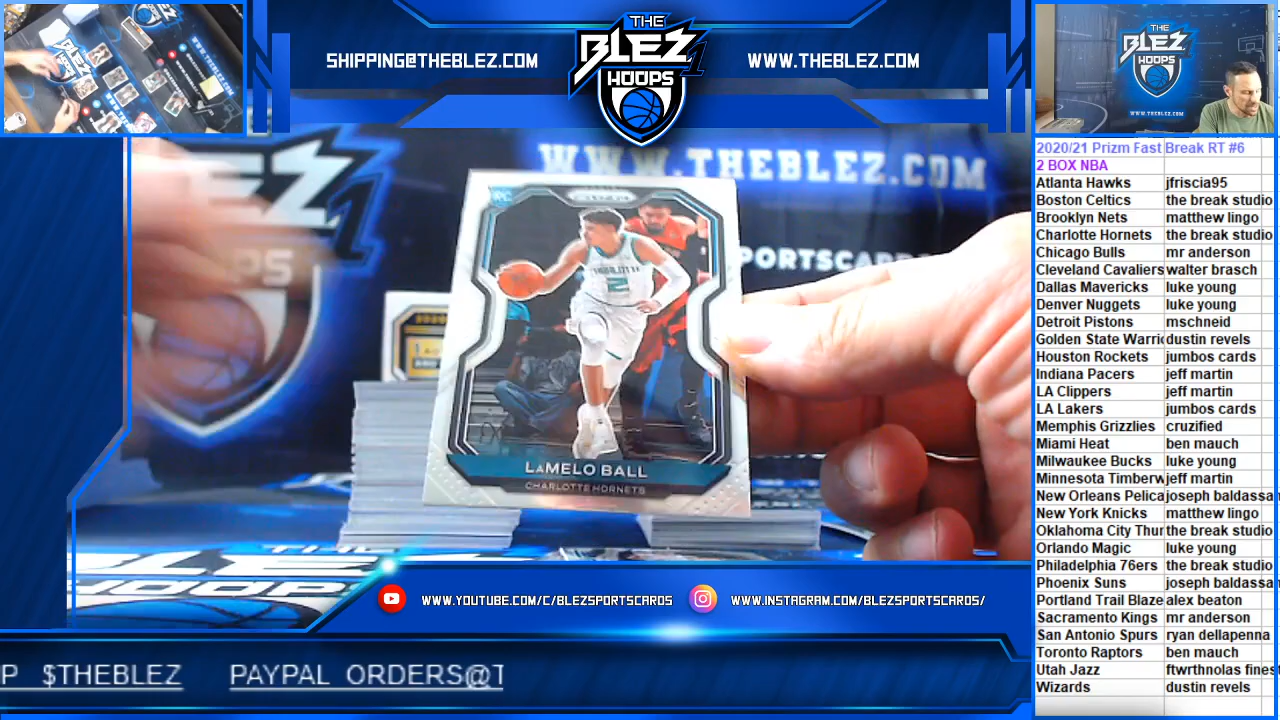 SHIPPING@THEBLEZ.COM
THE
BLEZ
1
HOOPS
WWW.THEBLEZ.COM
BLEZ
HOOPS
WWW.THEBLEZ.COM
WWW.THEBLEZ.COM
RC
LAMELO BALL
CHARLOTTE HORNETS
2
THE
HOOPS
WWW.YOUTUBE.COM/C/BLEZSPORTSCARDS
WWW.INSTAGRAM.COM/BLEZSPORTSCARDS/
P $THEBLEZ PAYPAL ORDERS@T
2020/21 Prizm Fast Break RT #6
2 BOX NBA
Atlanta Hawks jfriscia95
Boston Celtics the break studio
Brooklyn Nets matthew lingo
Charlotte Hornets the break studio
Chicago Bulls mr anderson
Cleveland Cavaliers walter brasch
Dallas Mavericks luke young
Denver Nuggets luke young
Detroit Pistons mschneid
Golden State Warric dustin revels
Houston Rockets jumbos cards
Indiana Pacers jeff martin
LA Clippers jeff martin
LA Lakers jumbos cards
Memphis Grizzlies cruzified
Miami Heat ben mauch
Milwaukee Bucks luke young
Minnesota Timberw jeff martin
New Orleans Pelica joseph baldassa
New York Knicks matthew lingo
Oklahoma City Thur the break studio
Orlando Magic luke young
Philadelphia 76ers the break studio
Phoenix Suns joseph baldassa
Portland Trail Blaze alex beaton
Sacramento Kings mr anderson
San Antonio Spurs ryan dellapenna
Toronto Raptors ben mauch
Utah Jazz ftwrthnolas fines
Wizards dustin revels